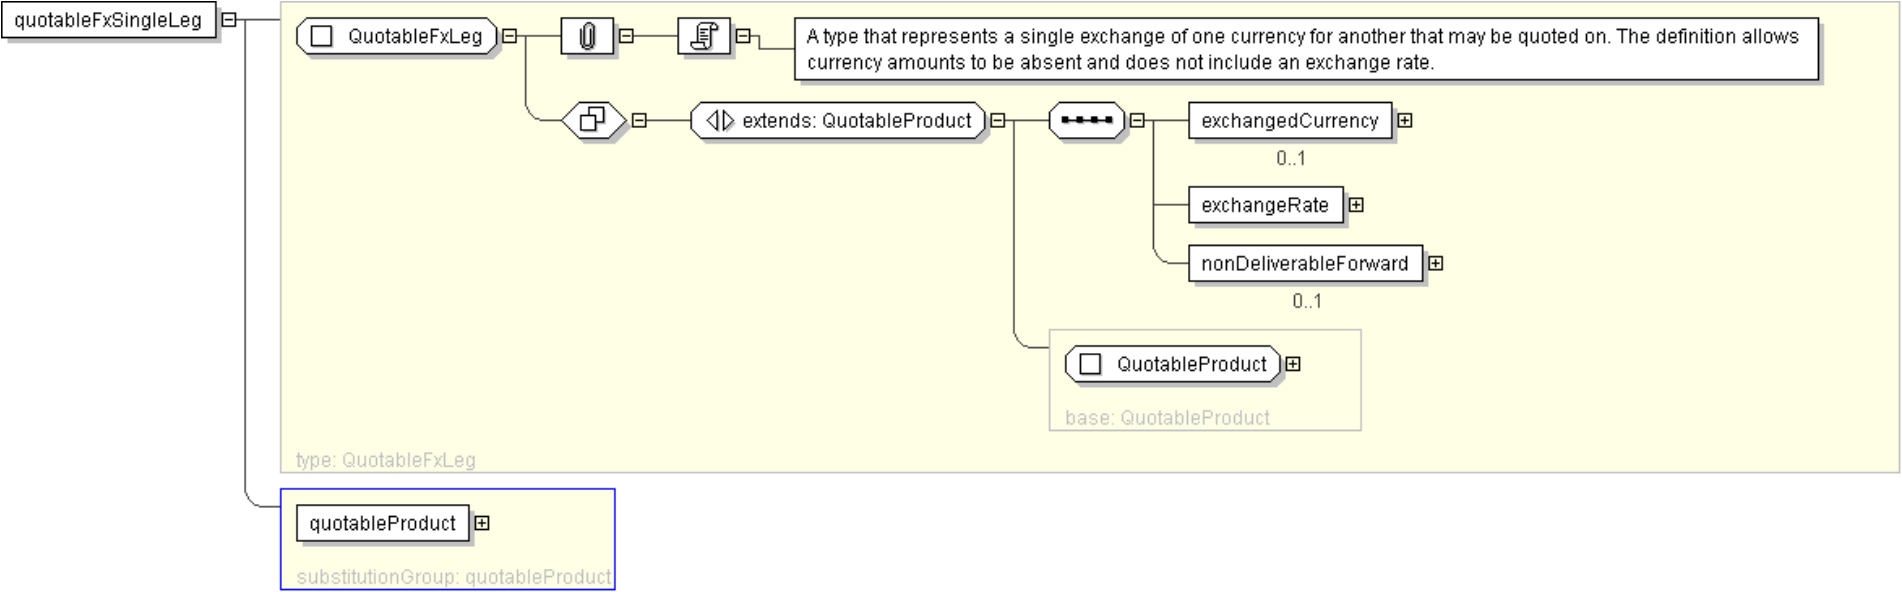 quotableFxSingleLeg
QuotableFxLeg
A type that represents a single exchange of one currency for another that may be quoted on. The definition allows
currency amounts to be absent and does not include an exchange rate.
extends: QuotableProduct
exchangedCurrency
0..1
exchangeRate
nonDeliverableForward
0..1
QuotableProduct
base: QuotableProduct
type: QuotableFxLeg
quotableProduct
substitutionGroup: quotableProduct